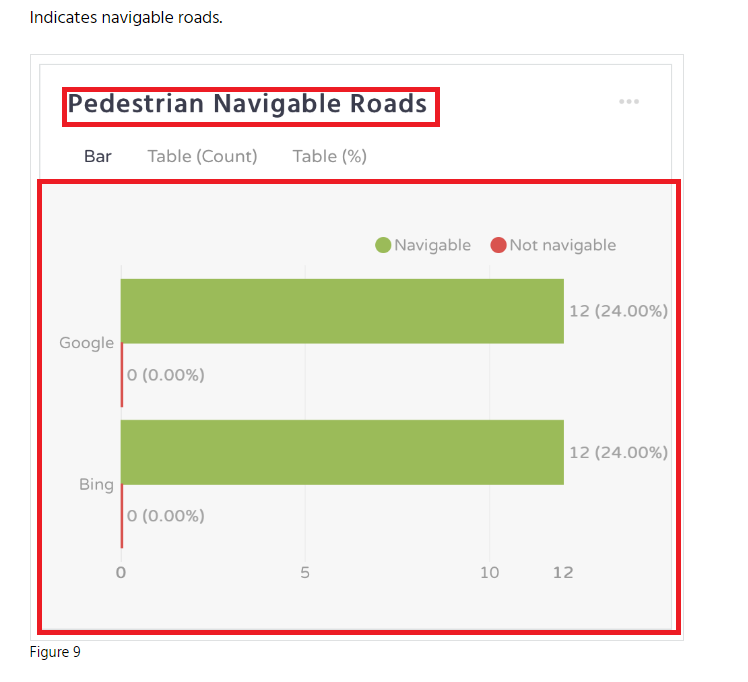 Indicates navigable roads.
Pedestrian Navigable Roads
Bar Table (Count) Table (%)
Navigable Not navigable
12 (24.00%)
Google
0 (0.00%)
12 (24.00%)
Bing
0 (0.00%)
0 5 10 12
Figure 9